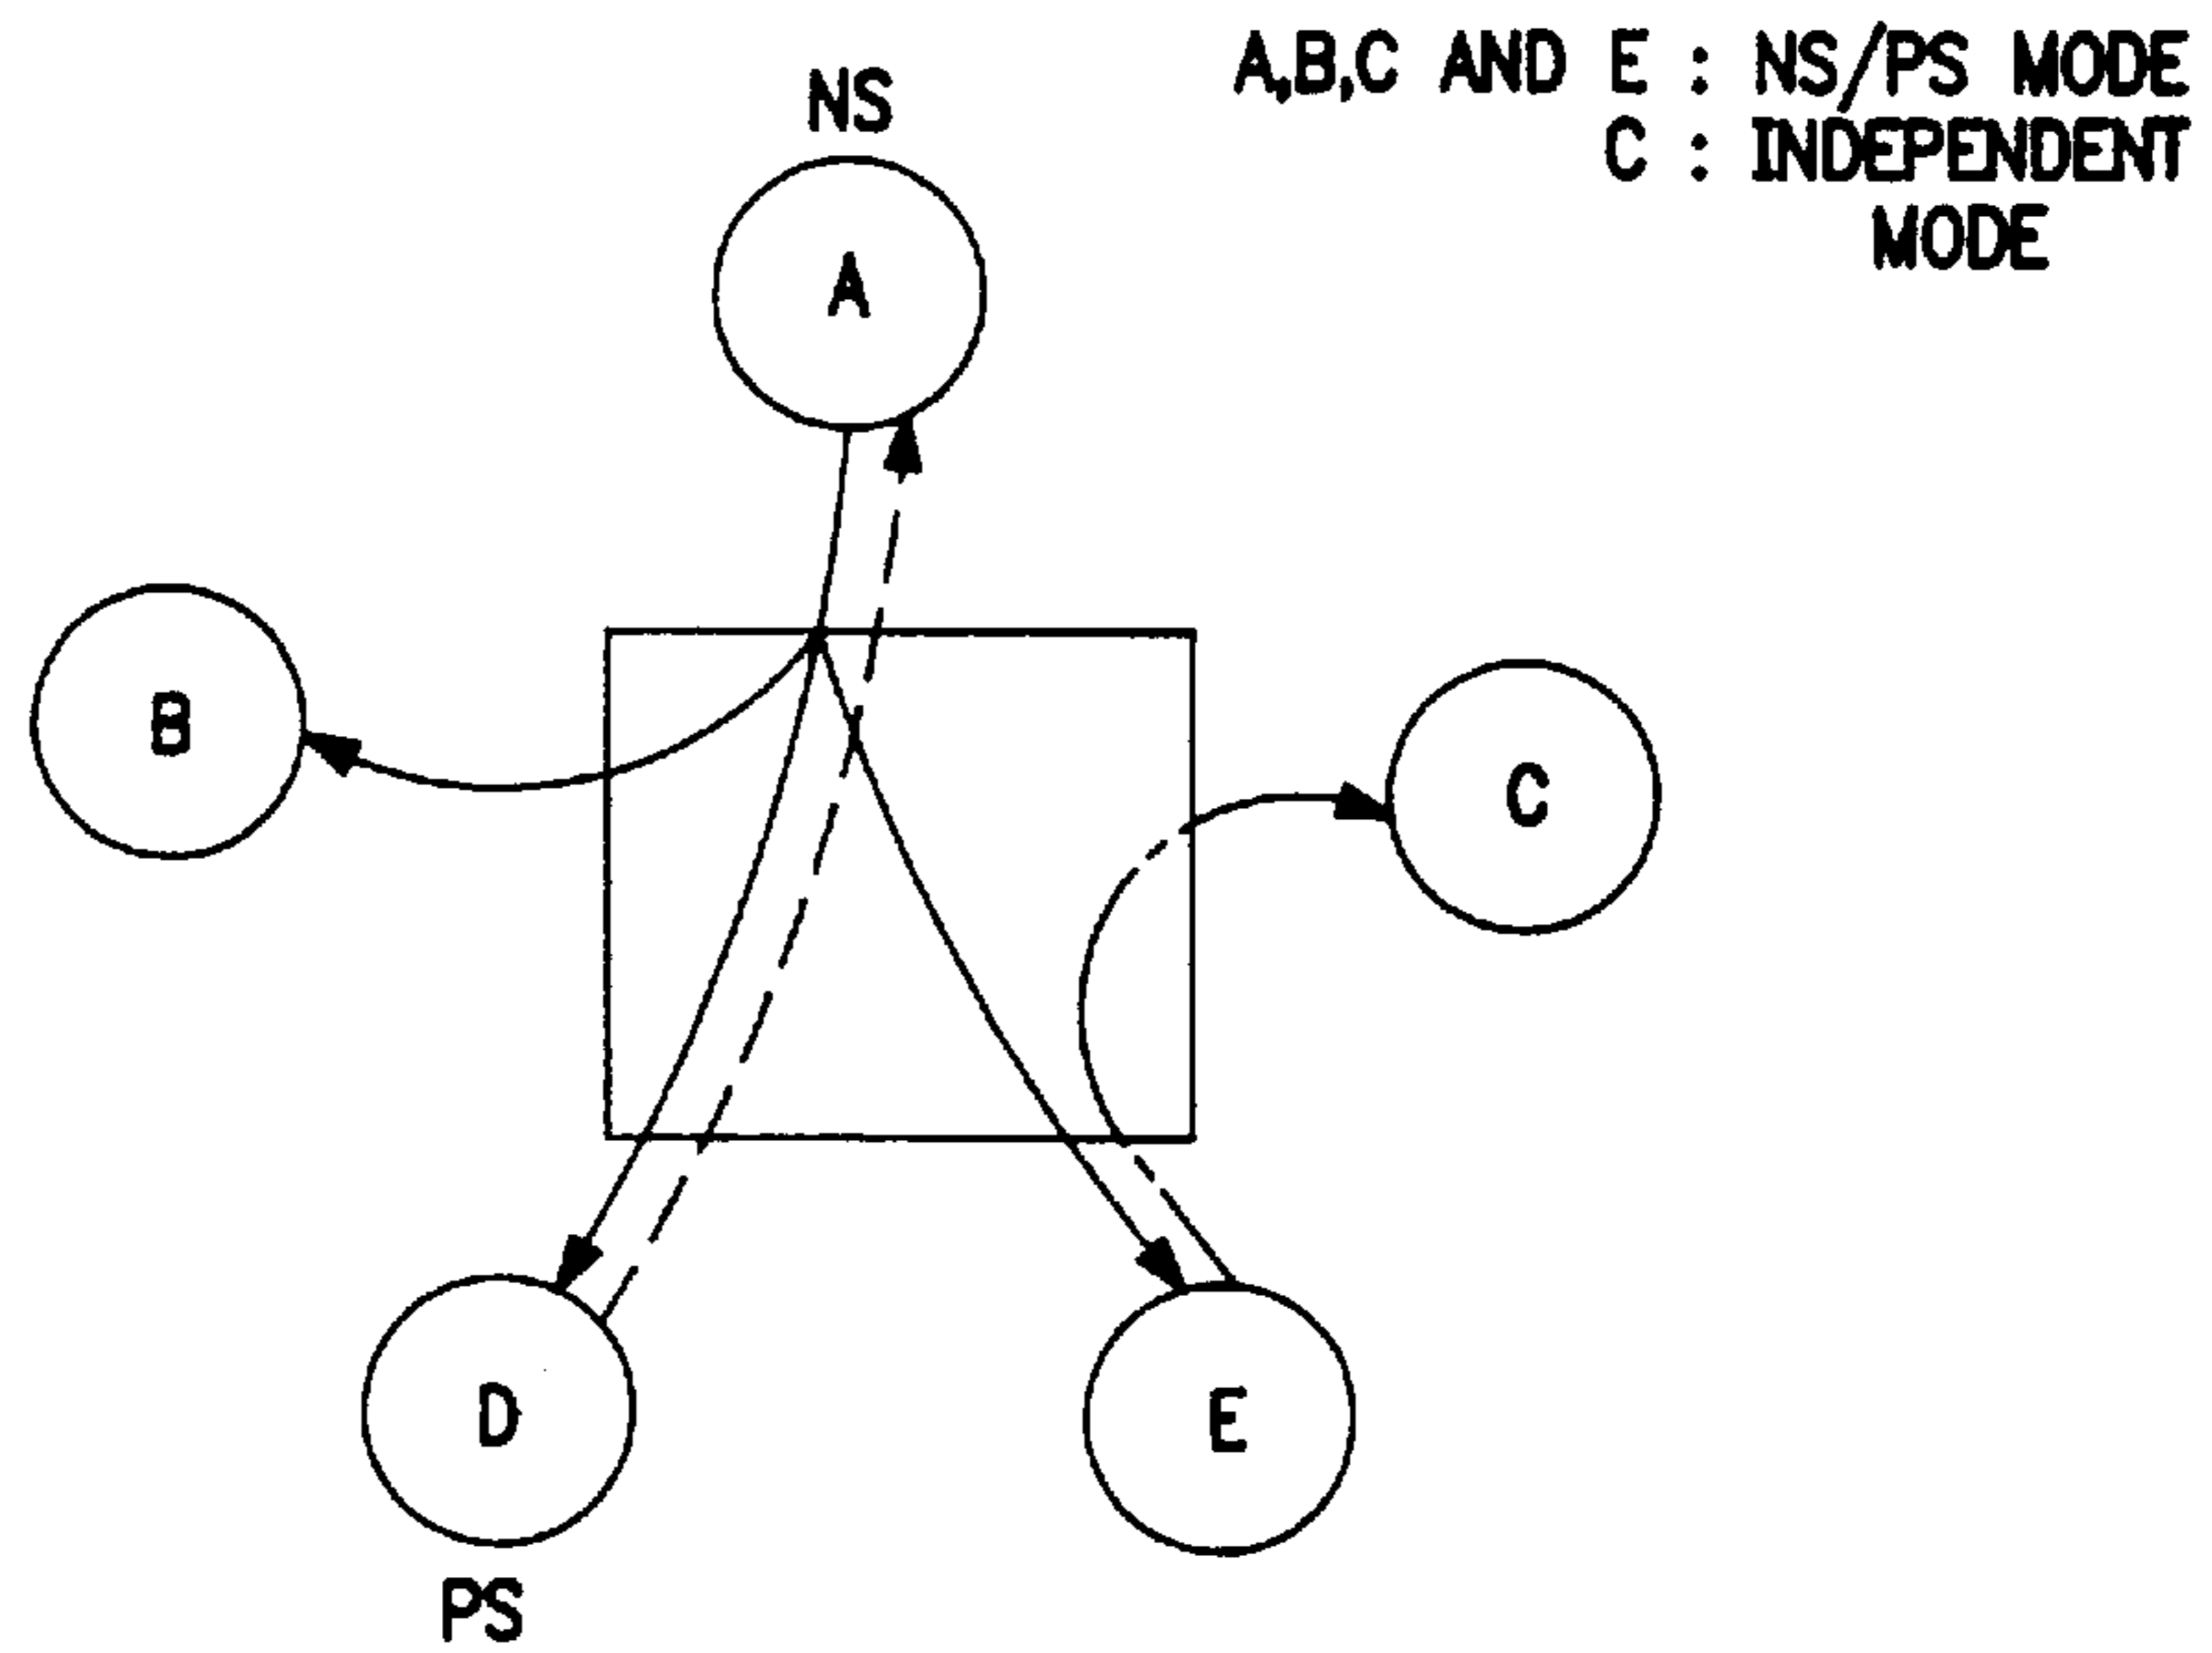 A,B,C AND E : NS/PS MODE
C : INDEPENDENT
MODE
NS
A
B
C
D
E
PS